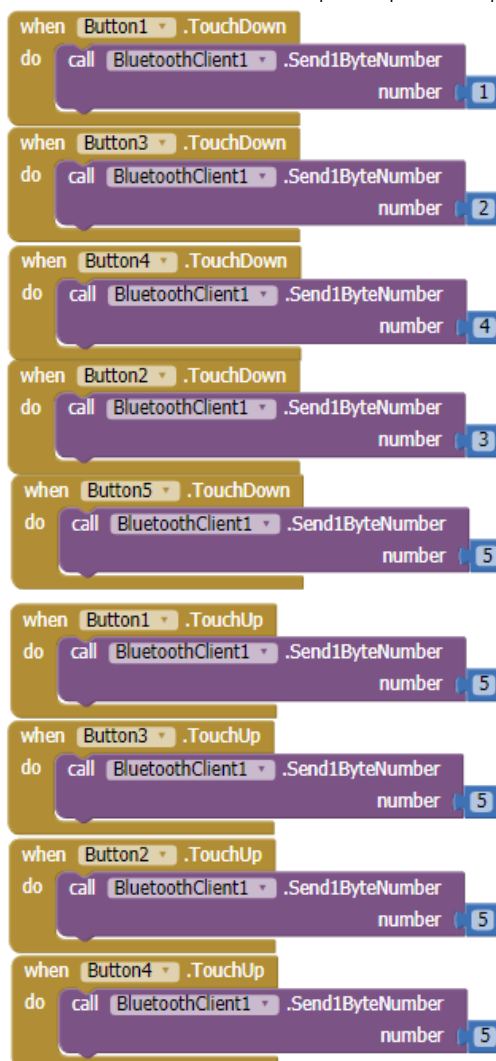 when Button1 .TouchDown
do call BluetoothClient1 .Send1ByteNumber
number 1
when Button3 .TouchDown
do call BluetoothClient1 .Send1ByteNumber
number 2
when Button4 .TouchDown
do call BluetoothClient1 .Send1ByteNumber
number 4
when Button2 .TouchDown
do call BluetoothClient1 .Send1ByteNumber
number 3
when Button5 .TouchDown
do call BluetoothClient1 .Send1ByteNumber
number 5
when Button1 .TouchUp
do call BluetoothClient1 .Send1ByteNumber
number 5
when Button3 .TouchUp
do call BluetoothClient1 .Send1ByteNumber
number 5
when Button2 .TouchUp
do call BluetoothClient1 .Send1ByteNumber
number 5
when Button4 .TouchUp
do call BluetoothClient1 .Send1ByteNumber
number 5